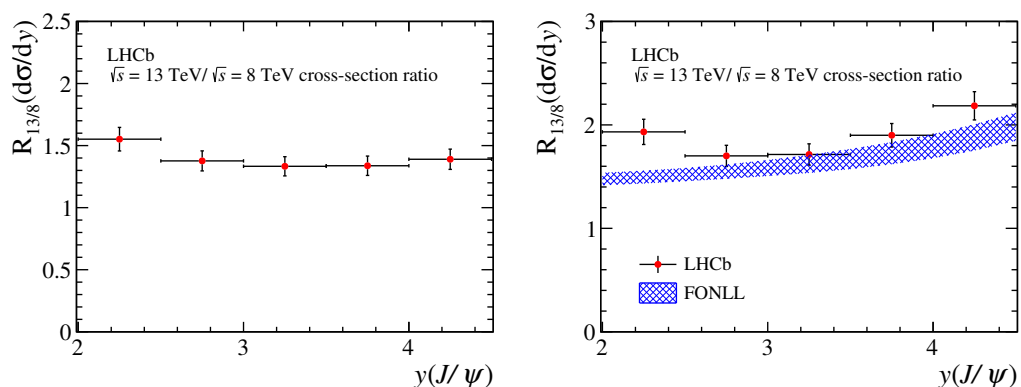 R13/8(dσ/dy)
2.5
2
1.5
1
0.5
0
LHCb
√s = 13 TeV/ √s = 8 TeV cross-section ratio
2 3 4
y(J/ψ)
R13/8(dσ/dy)
3
2
1
0
LHCb
√s = 13 TeV/ √s = 8 TeV cross-section ratio
LHCb
FONLL
2 3 4
y(J/ψ)